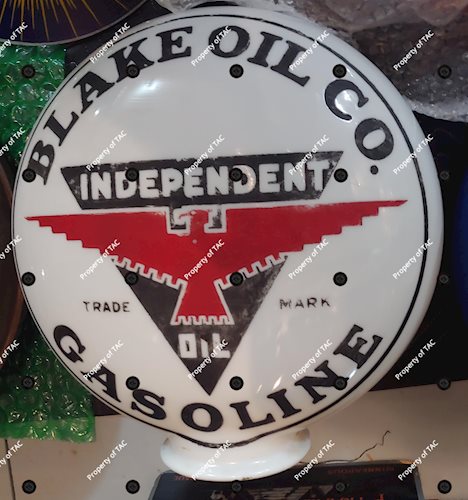 BLAKE OIL CO.
INDEPENDENT
TRADE MARK
OIL
GASOLINE
Property of TAC